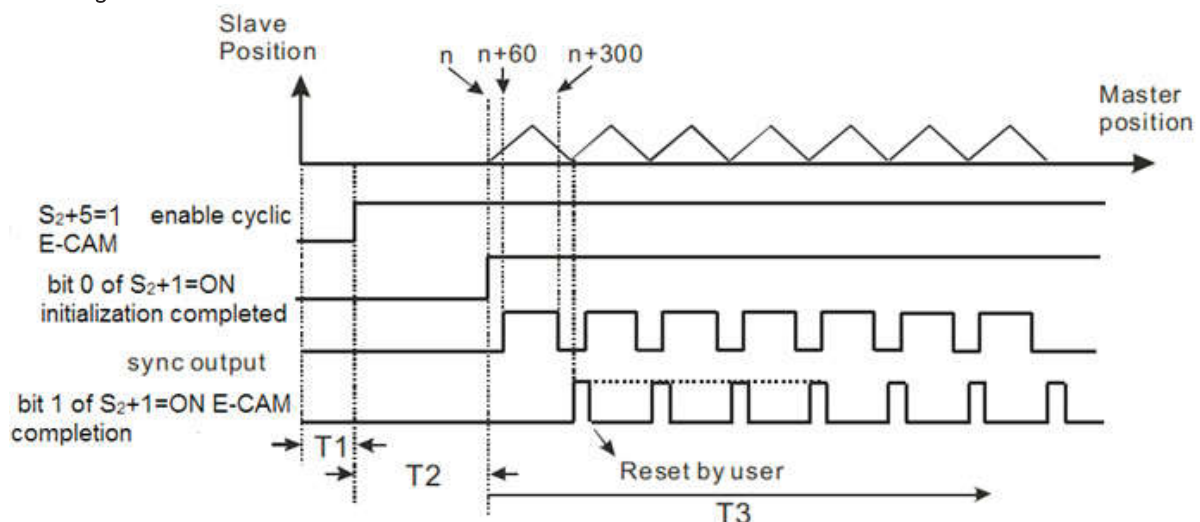 Slave
Position
n n+60 n+300
Master
position
S₂+5=1 enable cyclic
E-CAM
bit 0 of S₂+1=ON
initialization completed
sync output
bit 1 of S₂+1=ON E-CAM
completion
T1
T2
Reset by user
T3